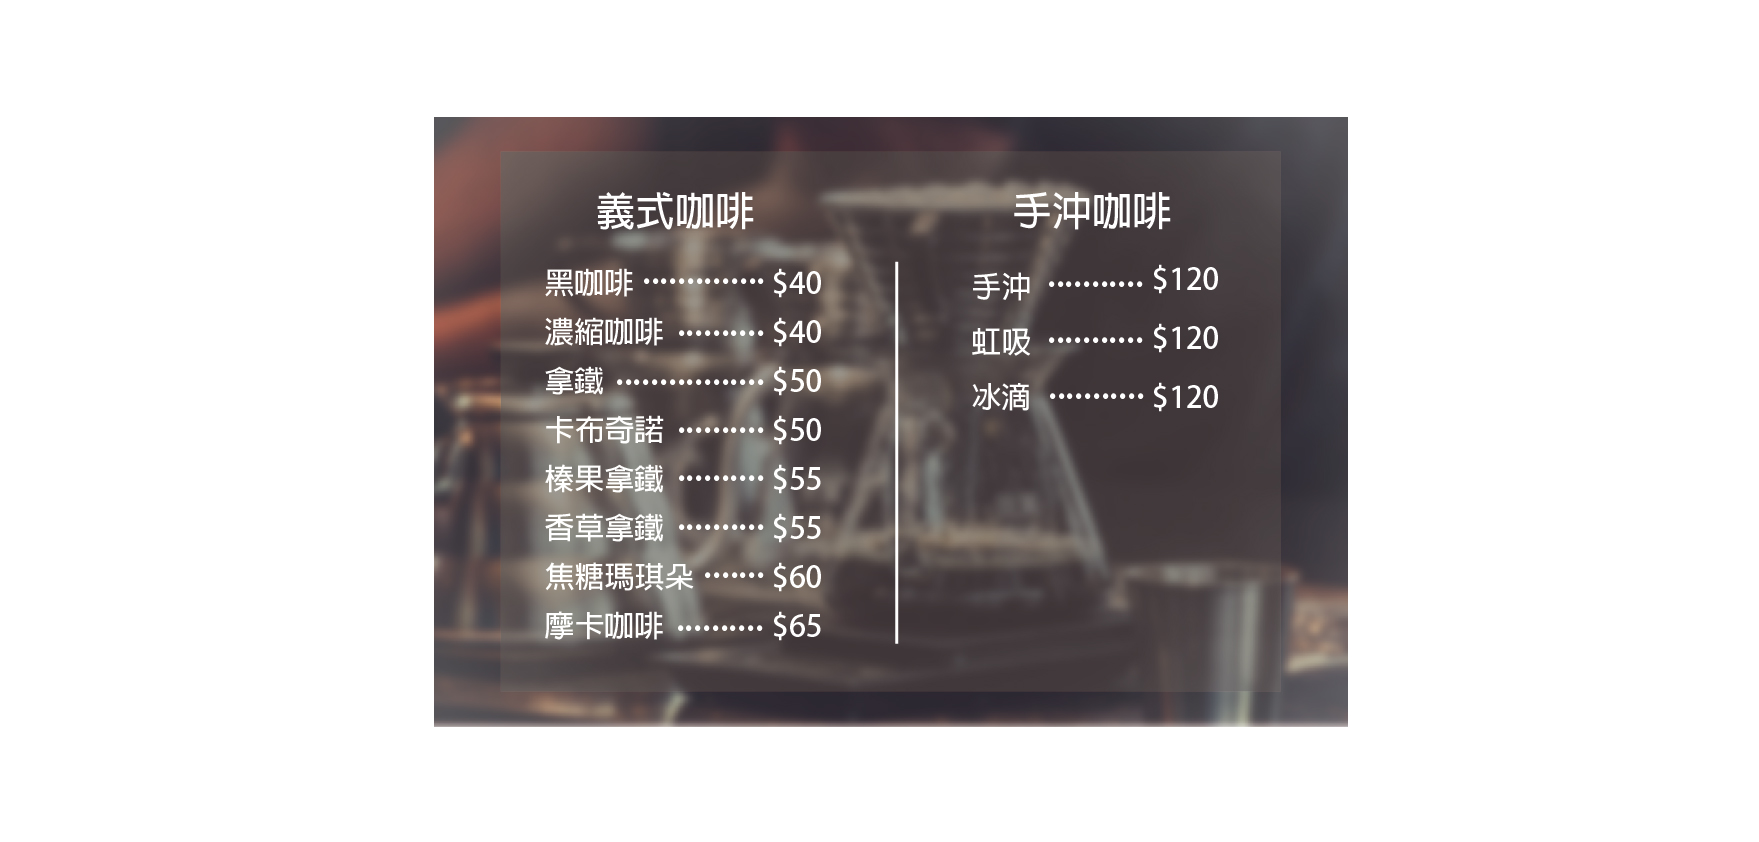 義式咖啡
黑咖啡 ·············· $40
濃縮咖啡 ·········· $40
拿鐵 ················· $50
卡布奇諾 ·········· $50
榛果拿鐵 ·········· $55
香草拿鐵 ·········· $55
焦糖瑪琪朵 ······· $60
摩卡咖啡 ·········· $65
手沖咖啡
手沖 ··········· $120
虹吸 ··········· $120
冰滴 ··········· $120